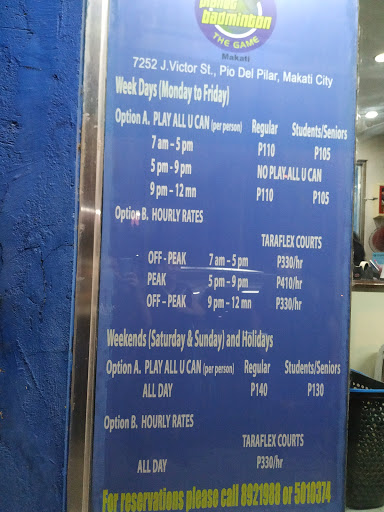 planet
badminton
THE GAME
Makati
7252 J.Victor St., Pio Del Pilar, Makati City
Week Days (Monday to Friday)
Option A. PLAY ALL U CAN (per person) Regular Students/Seniors
7 am – 5 pm P110 P105
5 pm - 9 pm NO PLAY ALL U CAN
9 pm – 12 mn P110 P105
Option B. HOURLY RATES
TARAFLEX COURTS
OFF - PEAK 7 am – 5 pm P330/hr
PEAK 5 pm – 9 pm P410/hr
OFF – PEAK 9 pm – 12 mn P330/hr
Weekends (Saturday & Sunday) and Holidays
Option A. PLAY ALL U CAN (per person) Regular Students/Seniors
ALL DAY P140 P130
Option B. HOURLY RATES
TARAFLEX COURTS
ALL DAY P330/hr
For reservations please call 8921988 or 5010374